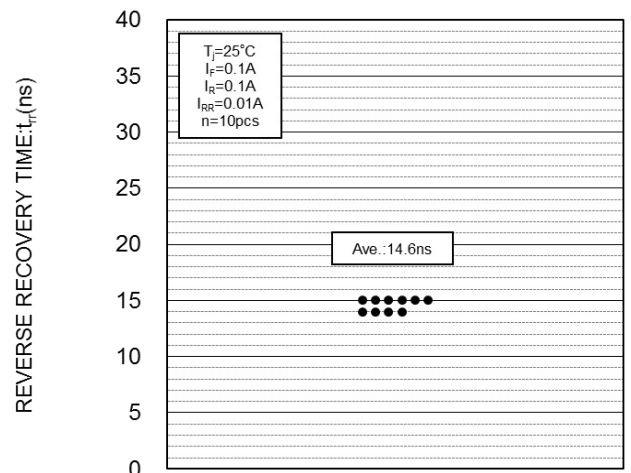 REVERSE RECOVERY TIME:trr(ns)
40
35
30
25
20
15
10
5
0
Tj=25°C
IF=0.1A
IR=0.1A
IRR=0.01A
n=10pcs
Ave.:14.6ns